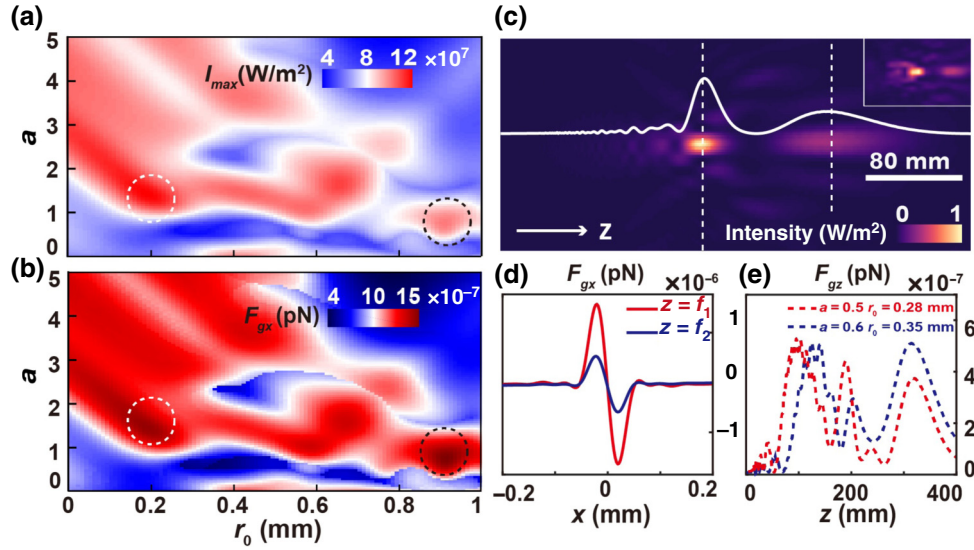 (a)
5
4
3
2
1
0
a
I_max (W/m²)
4 8 12 ×10⁷
(b)
5
4
3
2
1
0
a
F_gx (pN)
4 10 15 ×10⁻⁷
0 0.2 0.4 0.6 0.8 1
r₀ (mm)
(c)
80 mm
Z
0 1
Intensity (W/m²)
(d)
F_gx (pN)
×10⁻⁶
z = f₁
z = f₂
1
0
−1
−0.2 0 0.2
x (mm)
(e)
F_gz (pN)
×10⁻⁷
a = 0.5 r₀ = 0.28 mm
a = 0.6 r₀ = 0.35 mm
6
4
2
0
0 200 400
z (mm)